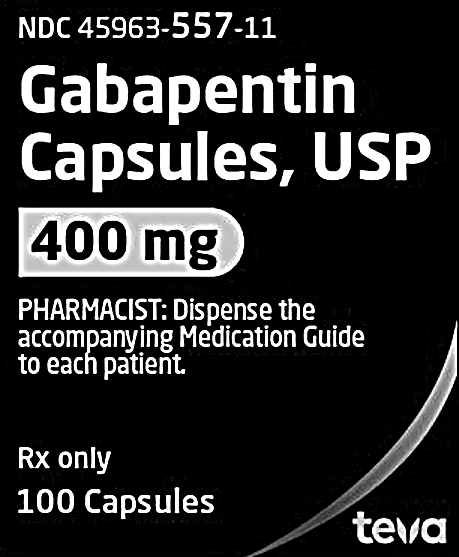 NDC 45963-557-11
Gabapentin
Capsules, USP
400 mg
PHARMACIST: Dispense the
accompanying Medication Guide
to each patient.
Rx only
100 Capsules
teva